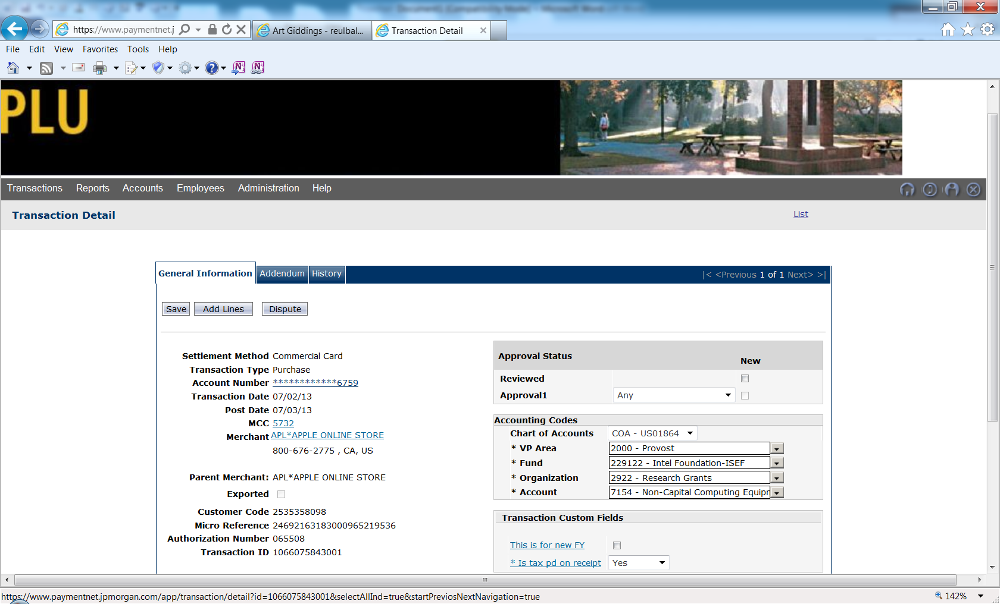 https://www.paymentnet.j
Art Giddings - reulbal...
Transaction Detail
File Edit View Favorites Tools Help
PLU
Transactions Reports Accounts Employees Administration Help
Transaction Detail
List
General Information Addendum History
|< <Previous 1 of 1 Next> >|
Save Add Lines Dispute
Settlement Method Commercial Card
Transaction Type Purchase
Account Number ************6759
Transaction Date 07/02/13
Post Date 07/03/13
MCC 5732
Merchant APL*APPLE ONLINE STORE
800-676-2775 , CA, US
Parent Merchant: APL*APPLE ONLINE STORE
Exported
Customer Code 2535358098
Micro Reference 24692163183000965219536
Authorization Number 065508
Transaction ID 1066075843001
Approval Status
New
Reviewed
Approval1 Any
Accounting Codes
Chart of Accounts COA - US01864
* VP Area 2000 - Provost
* Fund 229122 - Intel Foundation-ISEF
* Organization 2922 - Research Grants
* Account 7154 - Non-Capital Computing Equipm
Transaction Custom Fields
This is for new FY
* Is tax pd on receipt Yes
https://www.paymentnet.jpmorgan.com/app/transaction/detail?id=1066075843001&selectAllInd=true&startPreviosNextNavigation=true
142%